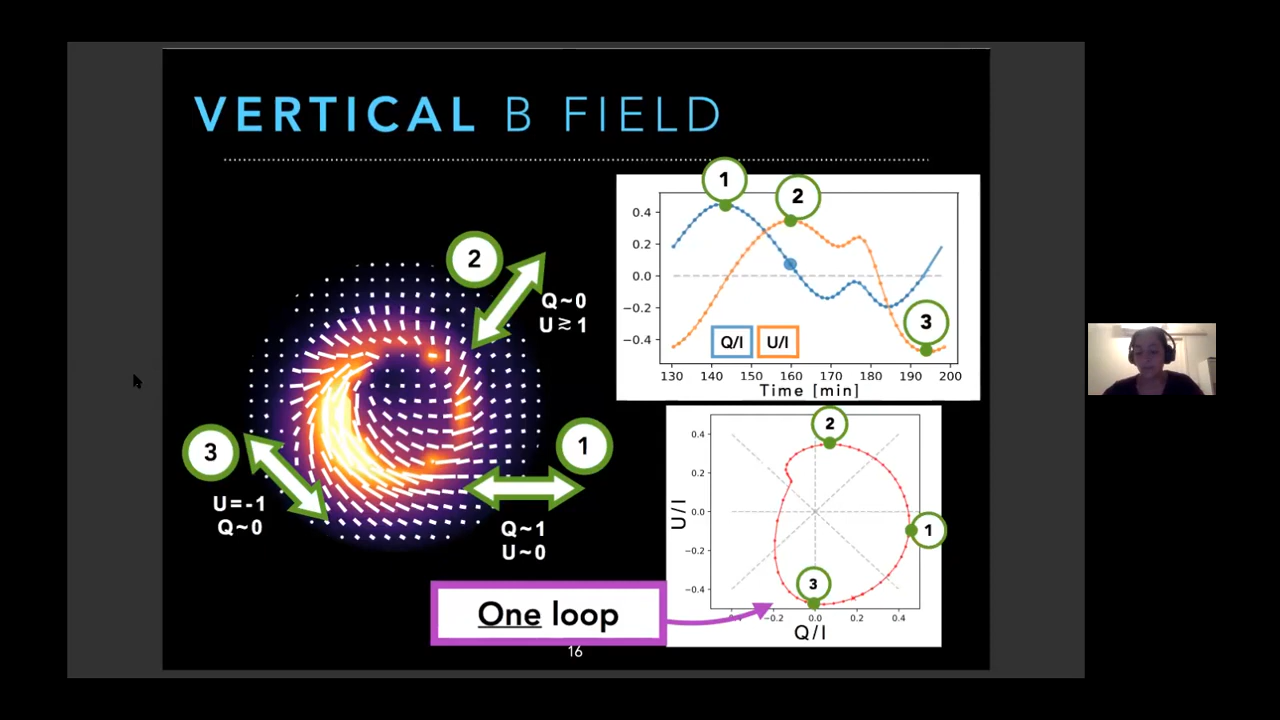 VERTICAL B FIELD
2
Q~0
U≳1
3
U=-1
Q~0
1
Q~1
U~0
1
2
3
0.4
0.2
0.0
−0.2
−0.4
Q/I
U/I
130 140 150 160 170 180 190 200
Time [min]
2
1
3
0.4
0.2
0.0
−0.2
−0.4
U/I
−0.2 0.0 0.2 0.4
Q/I
One loop
16